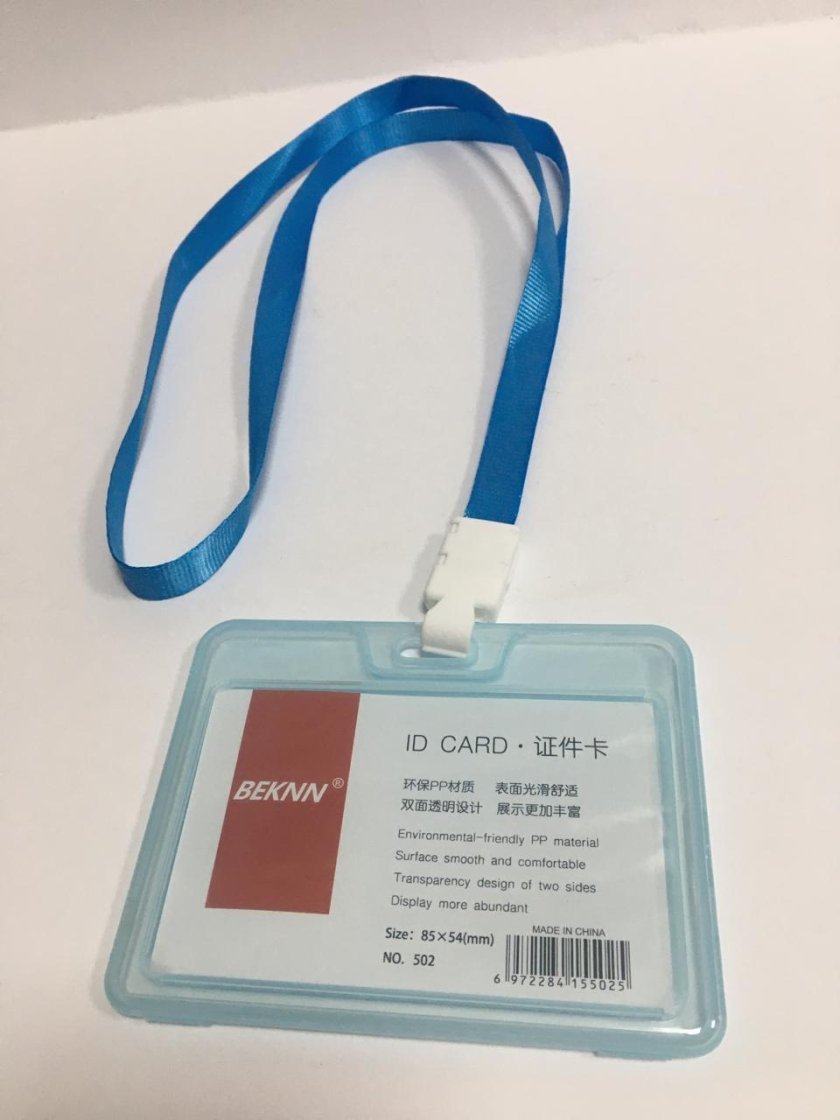 BEKNN®
ID CARD·证件卡
环保PP材质 表面光滑舒适
双面透明设计 展示更加丰富
Environmental-friendly PP material
Surface smooth and comfortable
Transparency design of two sides
Display more abundant
Size: 85×54(mm)
NO. 502
MADE IN CHINA
6 972284 155025